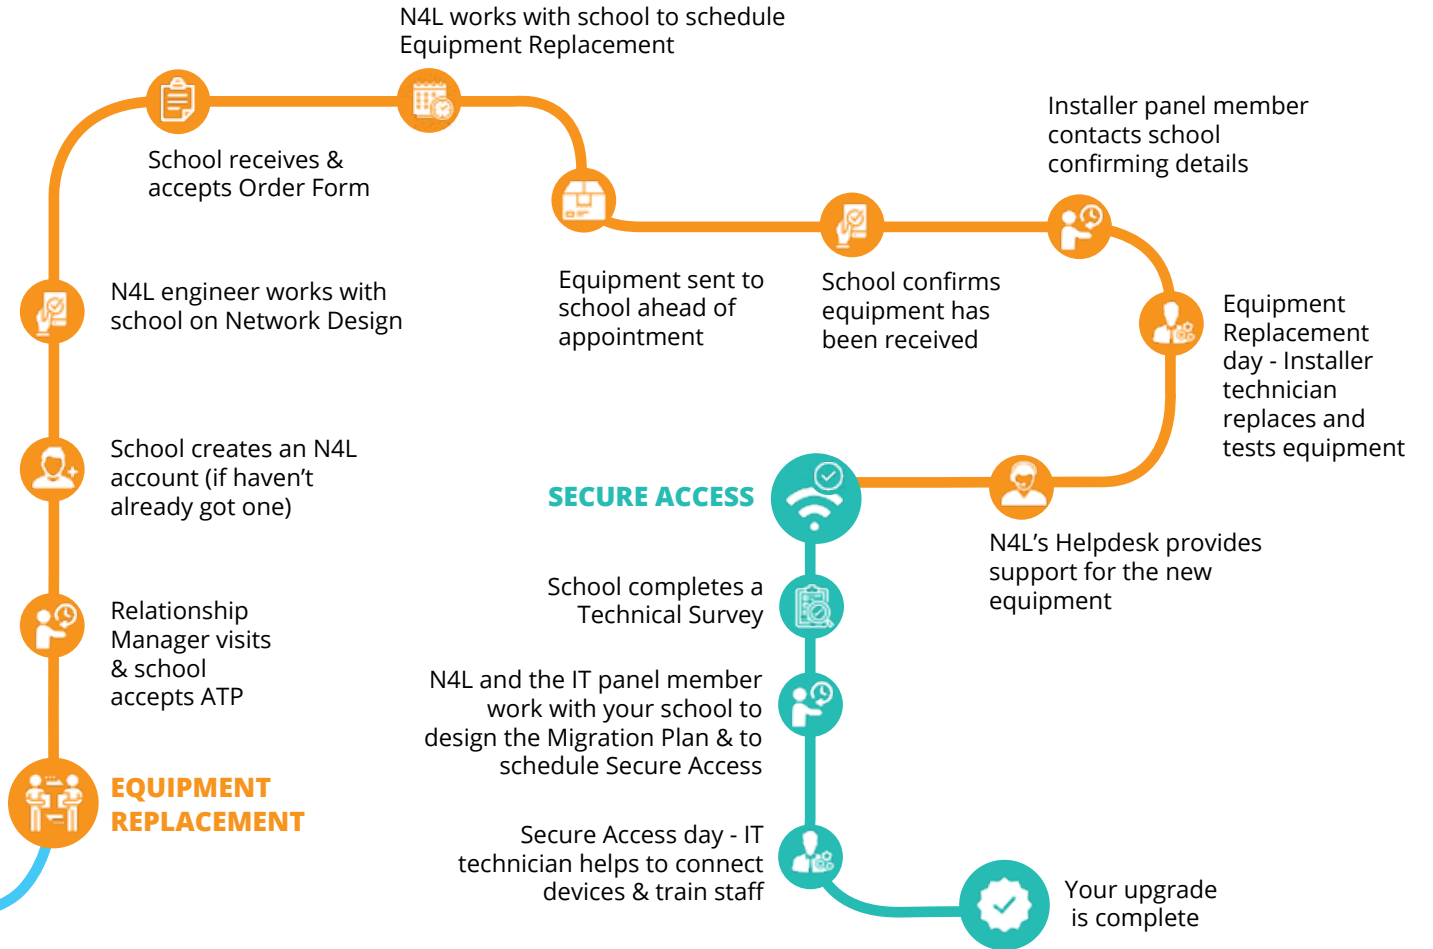 N4L works with school to schedule
Equipment Replacement
School receives &
accepts Order Form
Installer panel member
contacts school
confirming details
N4L engineer works with
school on Network Design
Equipment sent to
school ahead of
appointment
School confirms
equipment has
been received
Equipment
Replacement
day - Installer
technician
replaces and
tests equipment
School creates an N4L
account (if haven't
already got one)
SECURE ACCESS
N4L's Helpdesk provides
support for the new
equipment
Relationship
Manager visits
& school
accepts ATP
School completes a
Technical Survey
N4L and the IT panel member
work with your school to
design the Migration Plan & to
schedule Secure Access
EQUIPMENT
REPLACEMENT
Secure Access day - IT
technician helps to connect
devices & train staff
Your upgrade
is complete